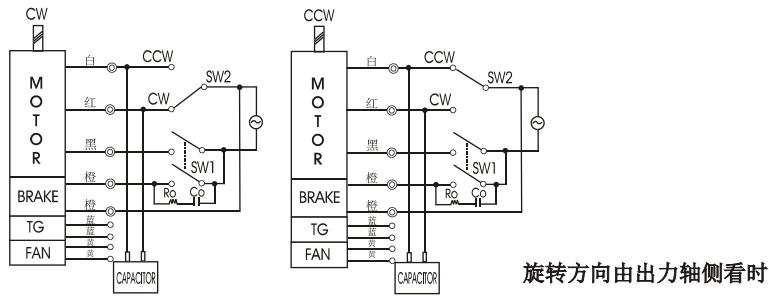 CW
白
CCW
SW2
MOTOR
红
CW
黑
SW1
橙
Ro
Co
BRAKE
橙
TG
蓝
蓝
FAN
黄
黄
CAPACITOR
CCW
白
CCW
SW2
MOTOR
红
CW
黑
SW1
橙
Ro
Co
BRAKE
橙
TG
蓝
蓝
FAN
黄
黄
CAPACITOR
旋转方向由出力轴侧看时